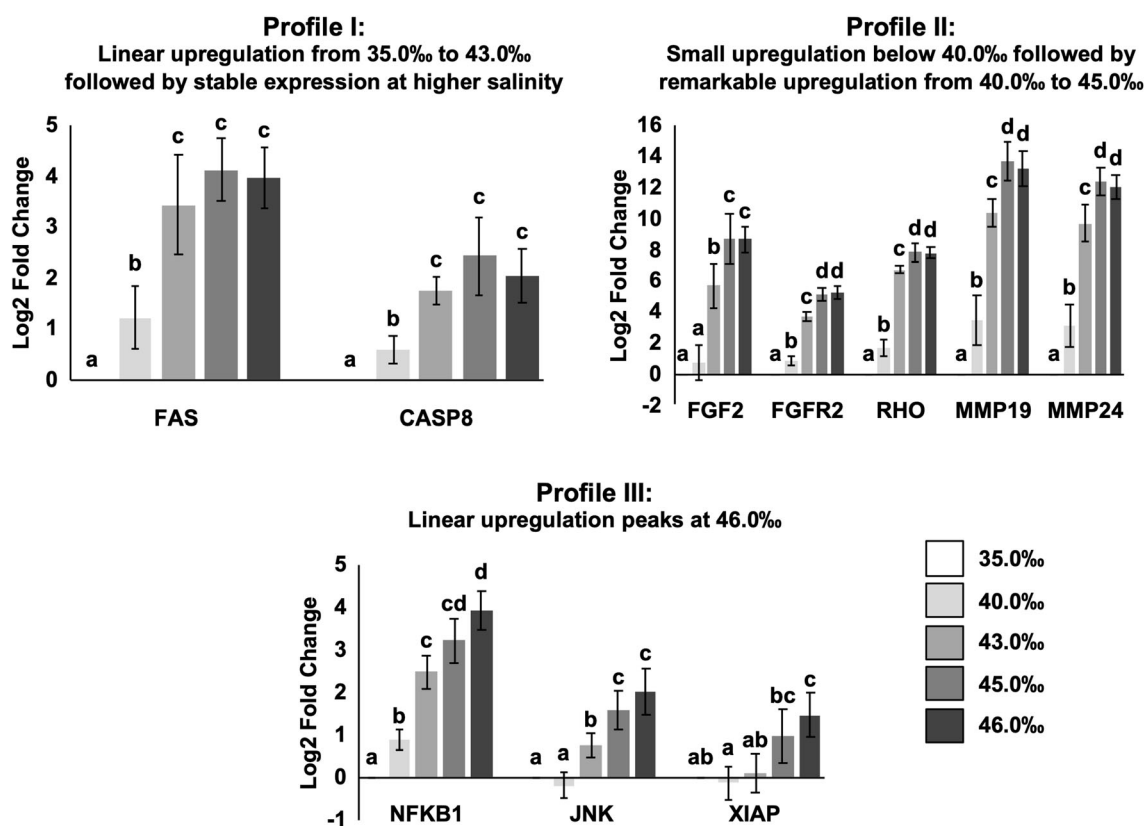 Profile I:
Linear upregulation from 35.0‰ to 43.0‰
followed by stable expression at higher salinity
5
4
3
2
1
0
Log2 Fold Change
a b c c c
a b c c c
FAS CASP8
Profile II:
Small upregulation below 40.0‰ followed by
remarkable upregulation from 40.0‰ to 45.0‰
16
14
12
10
8
6
4
2
0
-2
Log2 Fold Change
a a b c c
a b c d d
a b c d d
a b c d d
a b c d d
FGF2 FGFR2 RHO MMP19 MMP24
Profile III:
Linear upregulation peaks at 46.0‰
5
4
3
2
1
0
-1
Log2 Fold Change
a b c cd d
a a b c c
ab a ab bc c
NFKB1 JNK XIAP
35.0‰
40.0‰
43.0‰
45.0‰
46.0‰